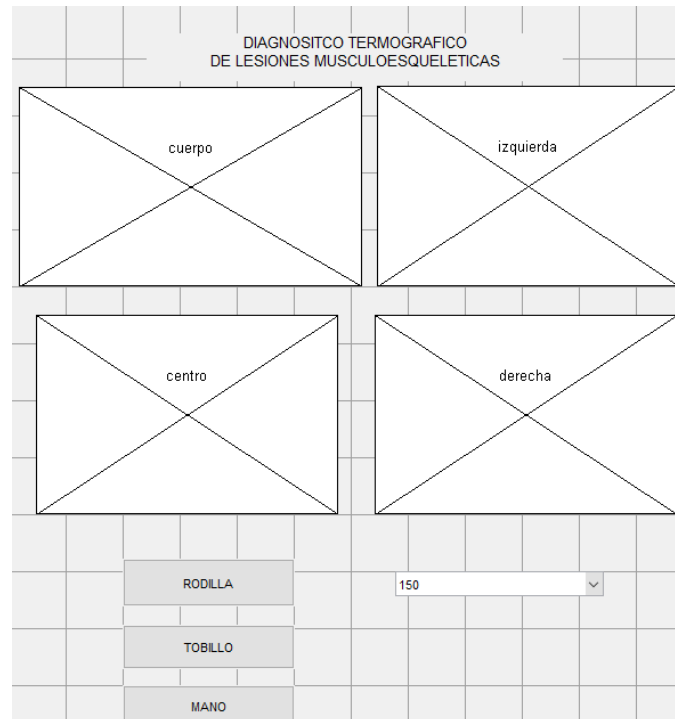 DIAGNOSITCO TERMOGRAFICO
DE LESIONES MUSCULOESQUELETICAS
cuerpo
izquierda
centro
derecha
RODILLA
150
TOBILLO
MANO